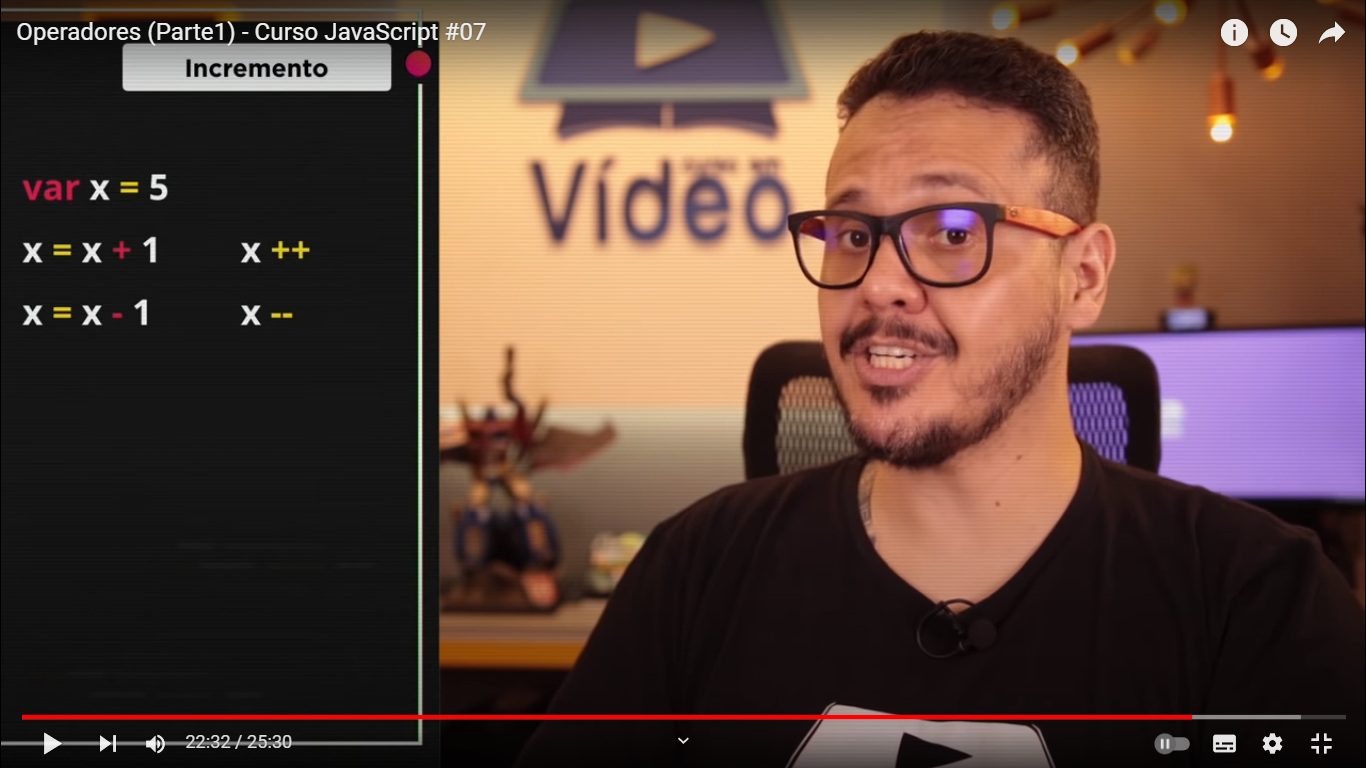 Operadores (Parte1) - Curso JavaScript #07
Incremento
var x = 5
x = x + 1 x ++
x = x - 1 x --
Vídeo
22:32 / 25:30